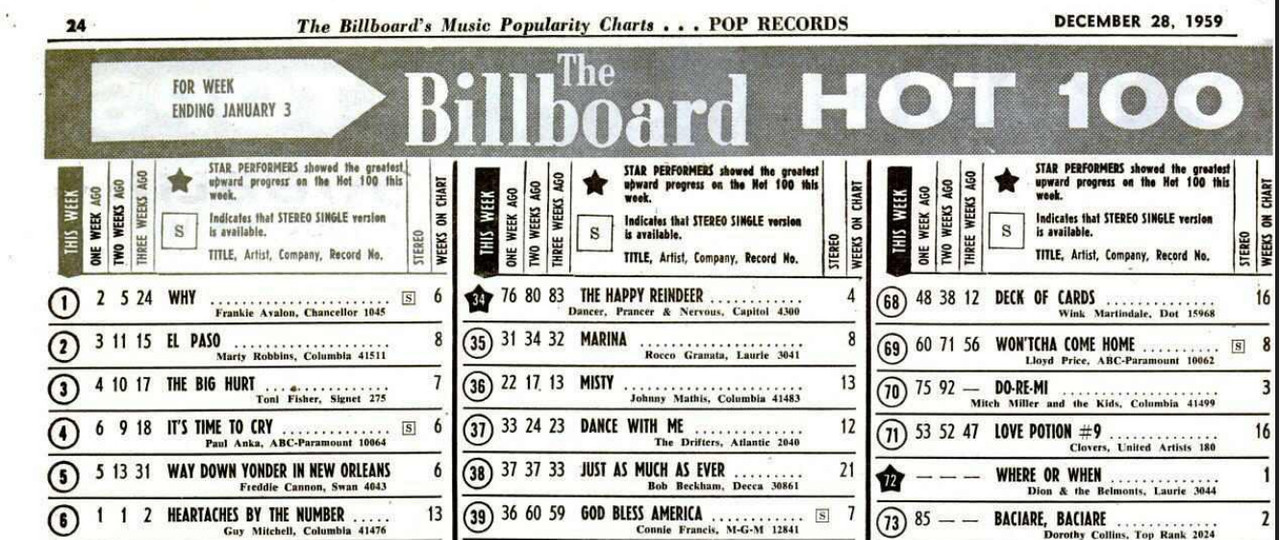 24 The Billboard's Music Popularity Charts . . . POP RECORDS DECEMBER 28, 1959
FOR WEEK
ENDING JANUARY 3
The
Billboard HOT 100
THIS WEEK
ONE WEEK AGO
TWO WEEKS AGO
THREE WEEKS AGO
STAR PERFORMERS showed the greatest
upward progress on the Hot 100 this
week.
S
Indicates that STEREO SINGLE version
is available.
TITLE, Artist, Company, Record No.
STEREO
WEEKS ON CHART
1 2 5 24 WHY .......................... S 6
Frankie Avalon, Chancellor 1045
2 3 11 15 EL PASO ....................... 8
Marty Robbins, Columbia 41511
3 4 10 17 THE BIG HURT ................ 7
Toni Fisher, Signet 275
4 6 9 18 IT'S TIME TO CRY ............. S 6
Paul Anka, ABC-Paramount 10064
5 5 13 31 WAY DOWN YONDER IN NEW ORLEANS 6
Freddie Cannon, Swan 4043
6 1 1 2 HEARTACHES BY THE NUMBER ..... 13
Guy Mitchell, Columbia 41476
THIS WEEK
ONE WEEK AGO
TWO WEEKS AGO
THREE WEEKS AGO
STAR PERFORMERS showed the greatest
upward progress on the Hot 100 this
week.
S
Indicates that STEREO SINGLE version
is available.
TITLE, Artist, Company, Record No.
STEREO
WEEKS ON CHART
34 76 80 83 THE HAPPY REINDEER ............ 4
Dancer, Prancer & Nervous, Capitol 4300
35 31 34 32 MARINA ........................ 8
Rocco Granata, Laurie 3041
36 22 17 13 MISTY ......................... 13
Johnny Mathis, Columbia 41483
37 33 24 23 DANCE WITH ME ................ 12
The Drifters, Atlantic 2040
38 37 37 33 JUST AS MUCH AS EVER .......... 21
Bob Beckham, Decca 30861
39 36 60 59 GOD BLESS AMERICA ............ S 7
Connie Francis, M-G-M 12841
THIS WEEK
ONE WEEK AGO
TWO WEEKS AGO
THREE WEEKS AGO
STAR PERFORMERS showed the greatest
upward progress on the Hot 100 this
week.
S
Indicates that STEREO SINGLE version
is available.
TITLE, Artist, Company, Record No.
STEREO
WEEKS ON CHART
68 48 38 12 DECK OF CARDS ................ 16
Wink Martindale, Dot 15968
69 60 71 56 WON'TCHA COME HOME .......... S 8
Lloyd Price, ABC-Paramount 10062
70 75 92 — DO-RE-MI ..................... 3
Mitch Miller and the Kids, Columbia 41499
71 53 52 47 LOVE POTION #9 ............... 16
Clovers, United Artists 180
72 — — — WHERE OR WHEN ................ 1
Dion & the Belmonts, Laurie 3044
73 85 — — BACIARE, BACIARE ............. 2
Dorothy Collins, Top Rank 2024